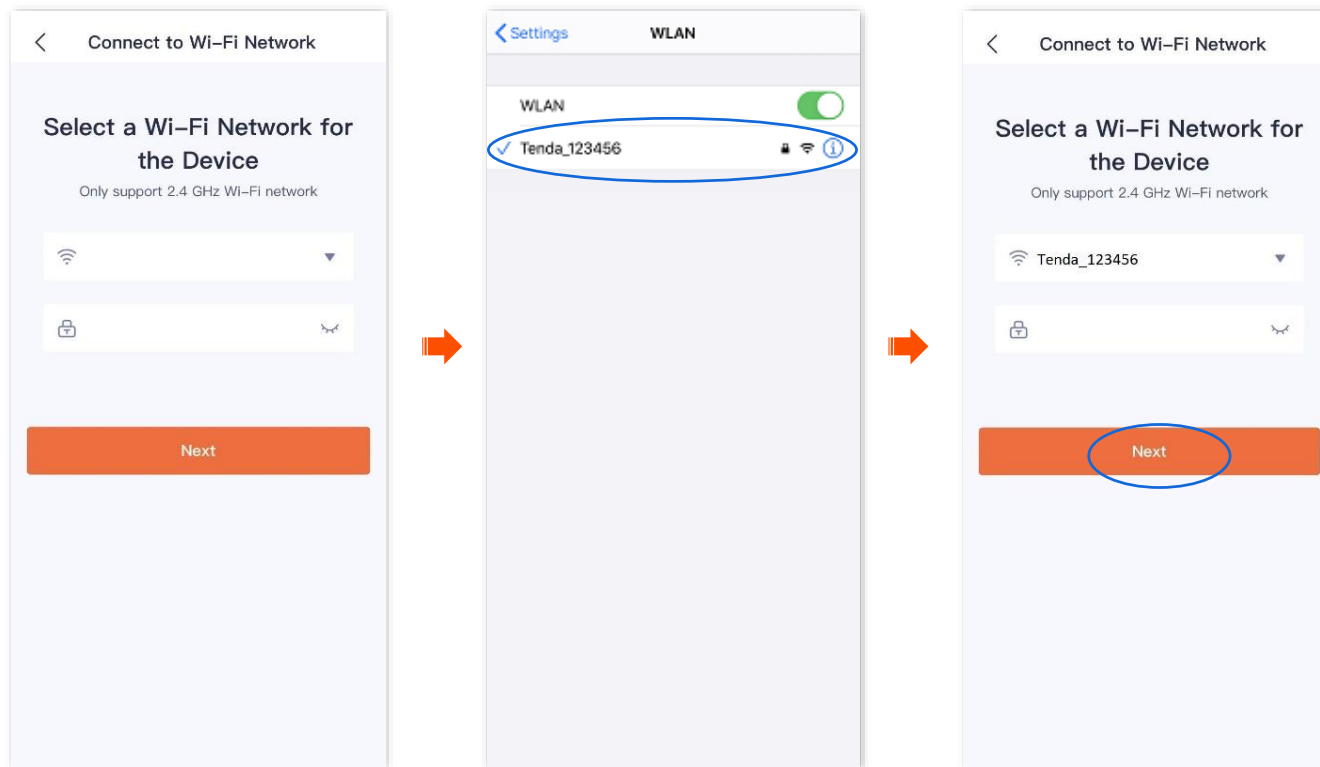 Connect to Wi-Fi Network
Select a Wi-Fi Network for
the Device
Only support 2.4 GHz Wi-Fi network
Next
Settings
WLAN
WLAN
Tenda_123456
Connect to Wi-Fi Network
Select a Wi-Fi Network for
the Device
Only support 2.4 GHz Wi-Fi network
Tenda_123456
Next